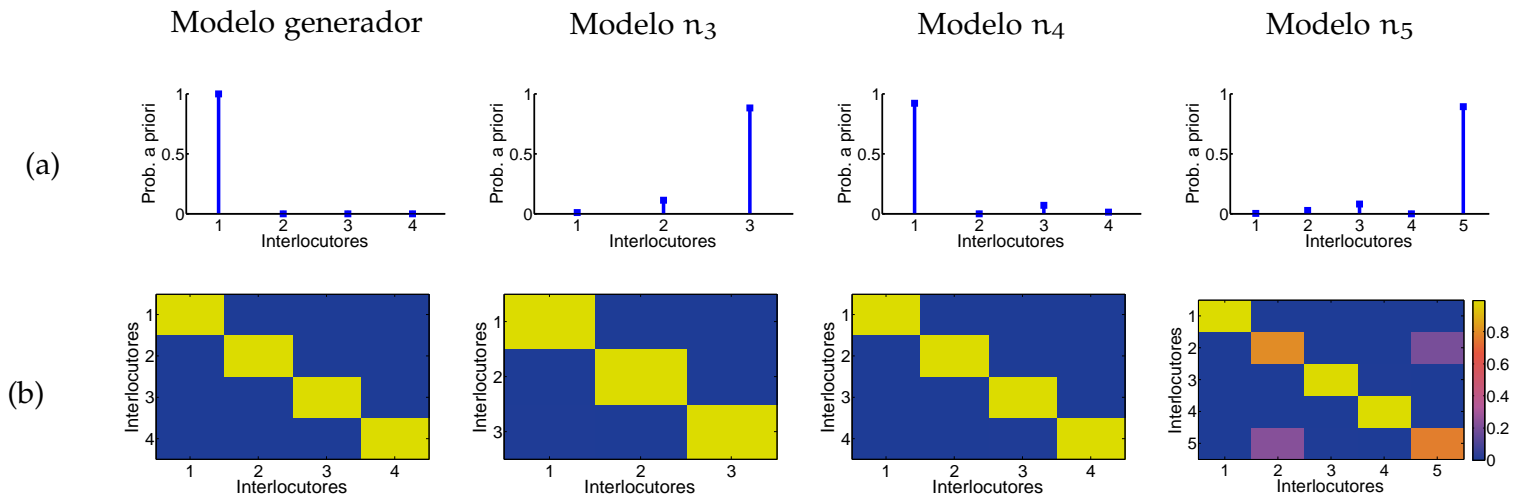 Modelo generador
Modelo n3
Modelo n4
Modelo n5
(a)
Prob. a priori
1
0.5
0
1 2 3 4
Interlocutores
Prob. a priori
1
0.5
0
1 2 3
Interlocutores
Prob. a priori
1
0.5
0
1 2 3 4
Interlocutores
Prob. a priori
1
0.5
0
1 2 3 4 5
Interlocutores
(b)
Interlocutores
1
2
3
4
1 2 3 4
Interlocutores
Interlocutores
1
2
3
1 2 3
Interlocutores
Interlocutores
1
2
3
4
1 2 3 4
Interlocutores
Interlocutores
1
2
3
4
5
1 2 3 4 5
Interlocutores
0.8
0.6
0.4
0.2
0